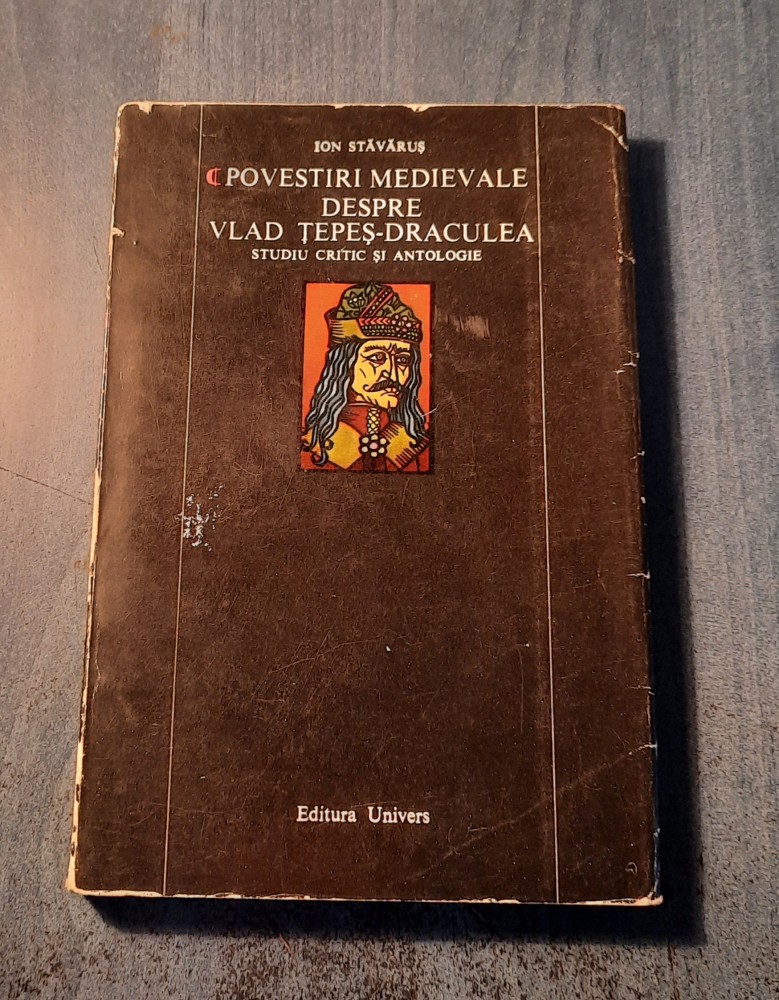 ION STĂVĂRUȘ
POVESTIRI MEDIEVALE
DESPRE
VLAD ȚEPEȘ-DRACULEA
STUDIU CRITIC ȘI ANTOLOGIE
Editura Univers